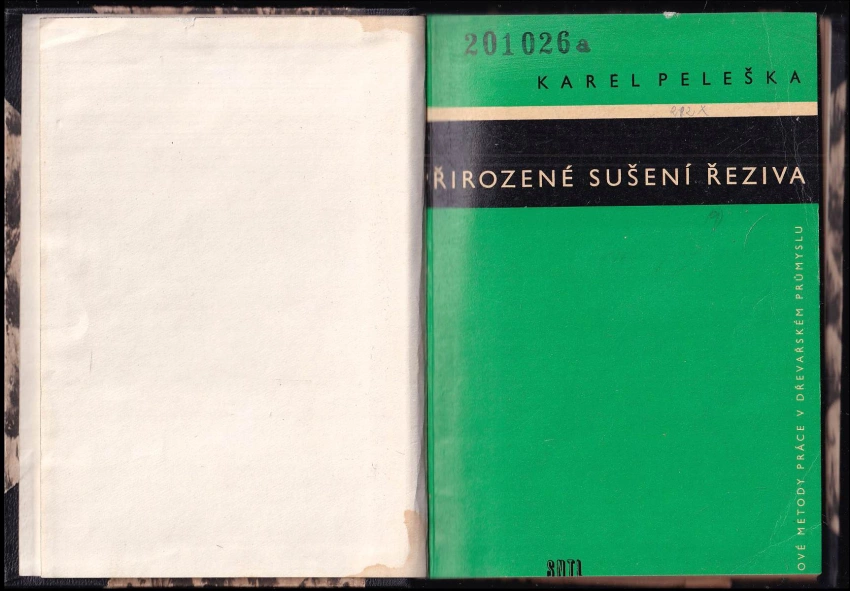 201026a
KAREL PELEŠKA
ŘIROZENÉ SUŠENÍ ŘEZIVA
OVÉ METODY PRÁCE V DŘEVAŘSKÉM PRŮMYSLU
SNTL